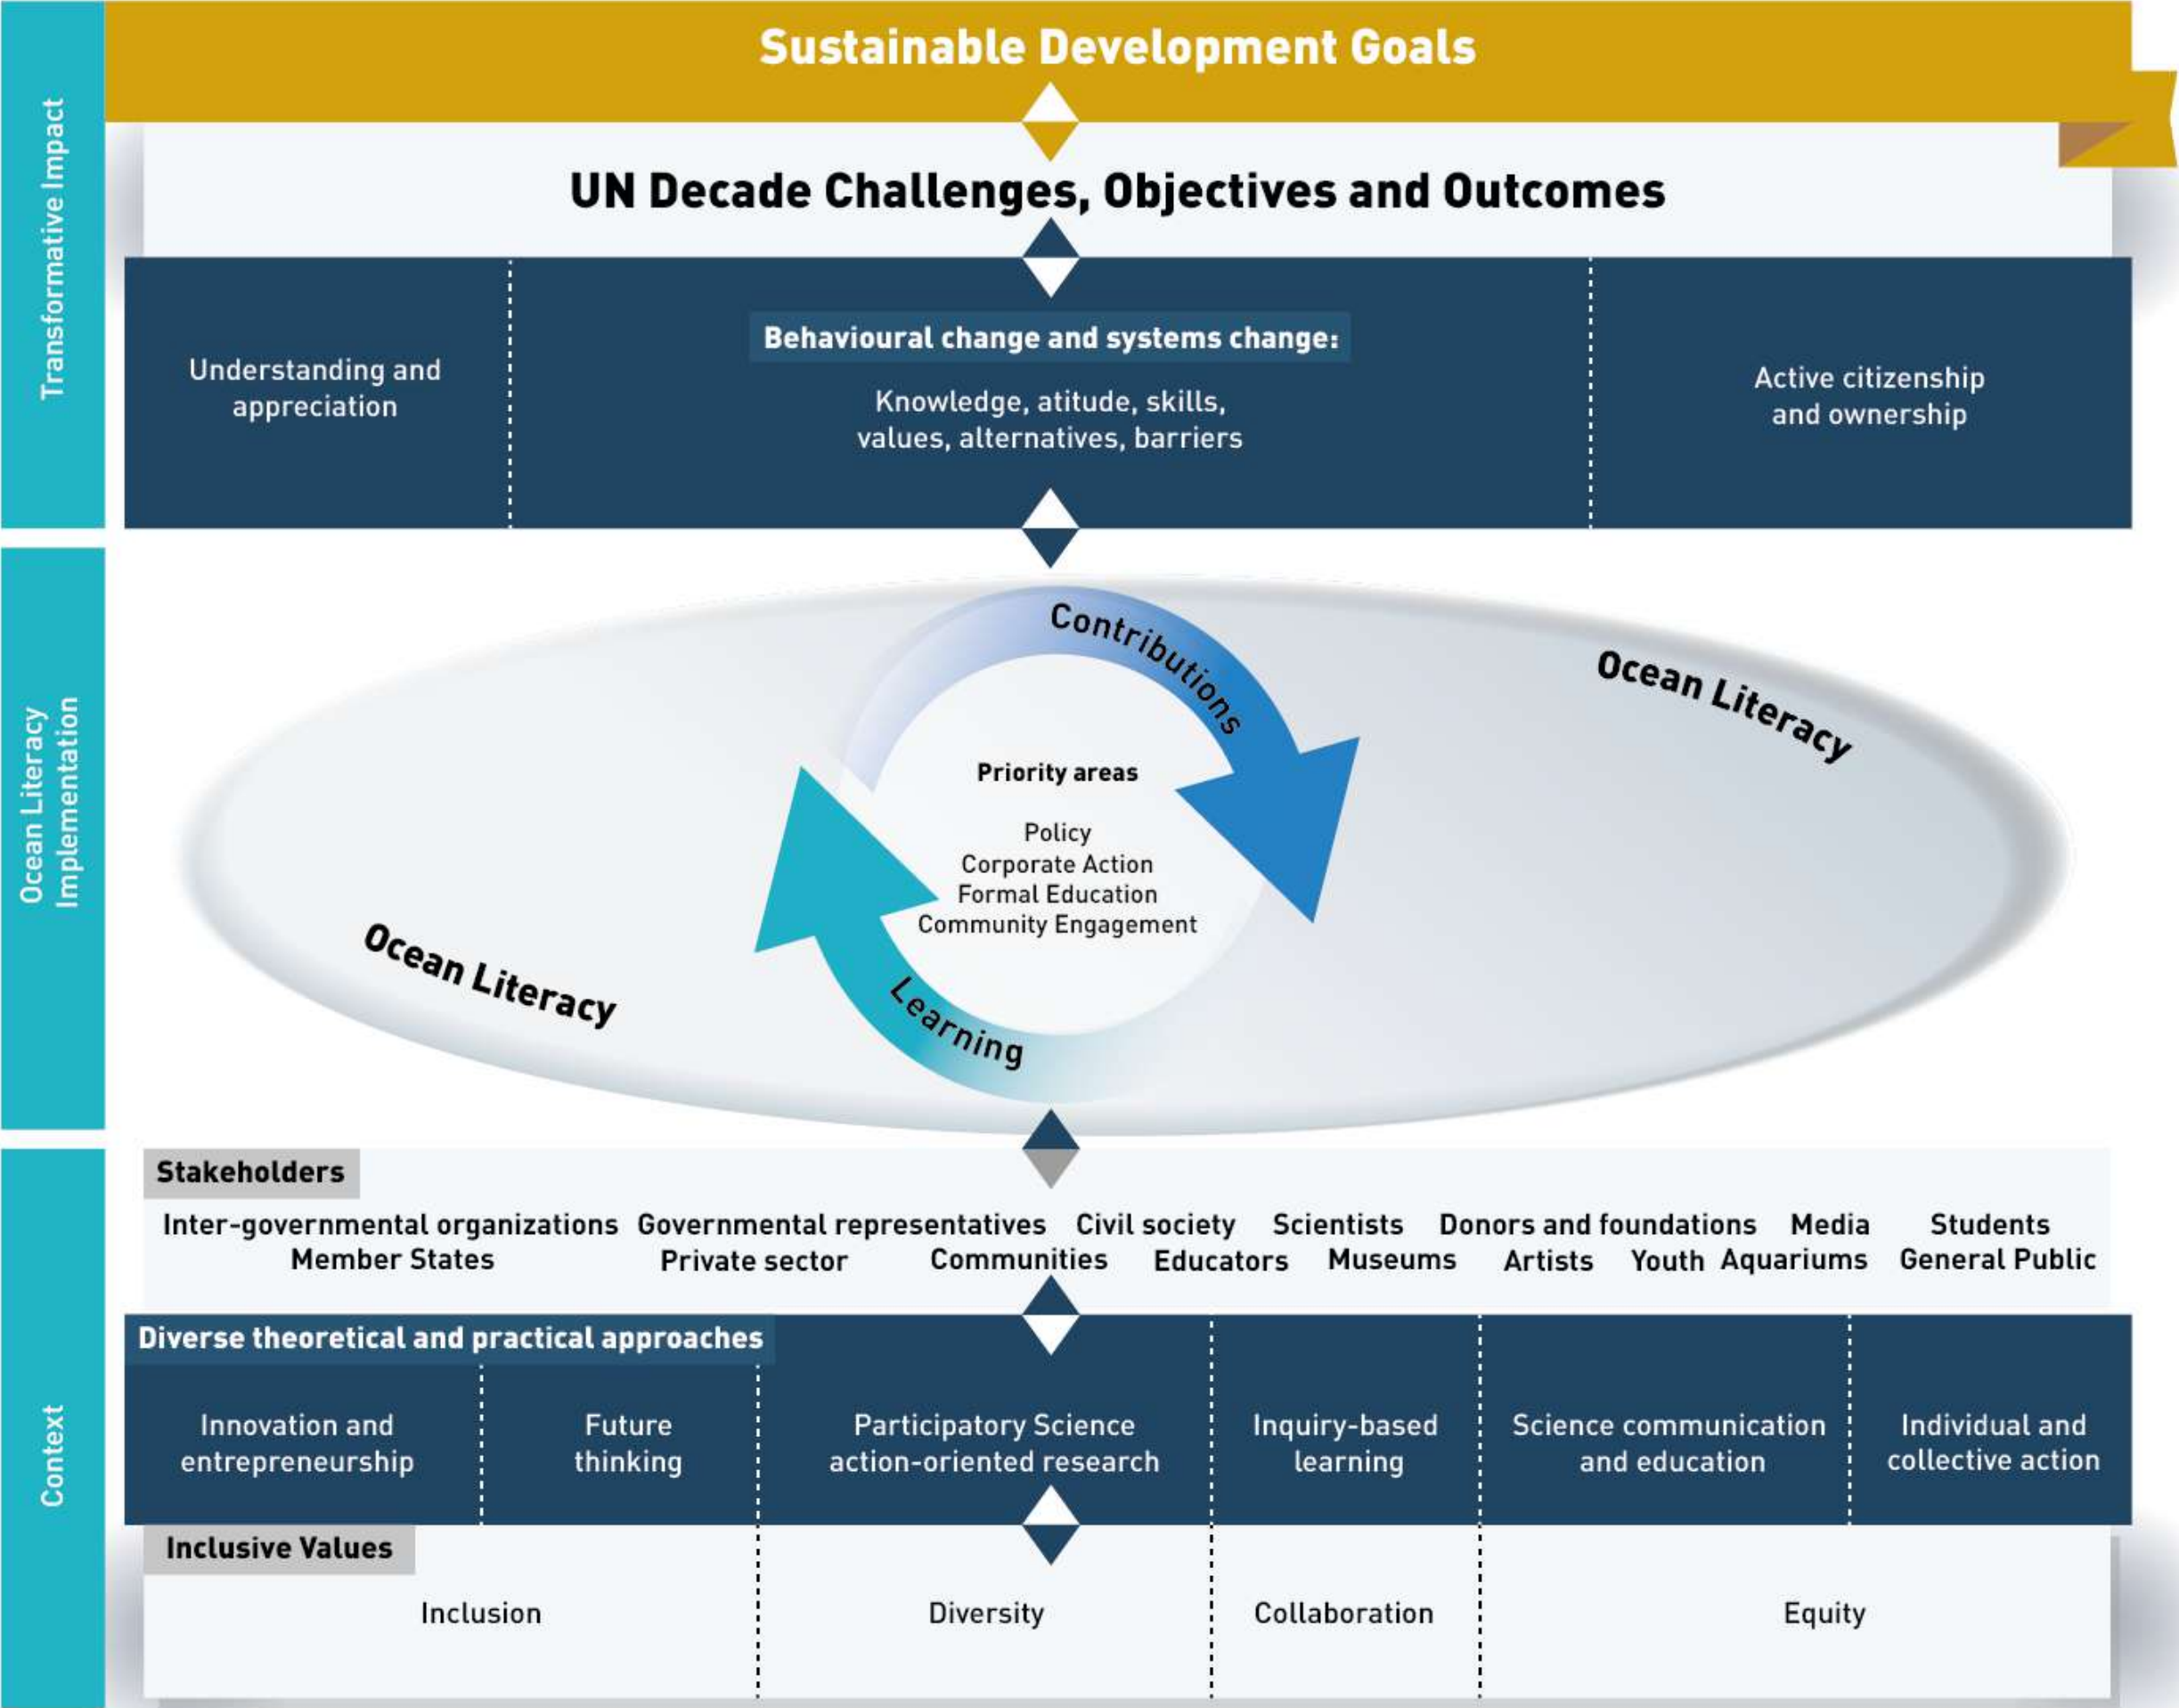 Sustainable Development Goals
UN Decade Challenges, Objectives and Outcomes
Transformative Impact
Understanding and
appreciation
Behavioural change and systems change:
Knowledge, atitude, skills,
values, alternatives, barriers
Active citizenship
and ownership
Ocean Literacy
Implementation
Contributions
Ocean Literacy
Priority areas
Policy
Corporate Action
Formal Education
Community Engagement
Ocean Literacy
Learning
Context
Stakeholders
Inter-governmental organizations Governmental representatives Civil society Scientists Donors and foundations Media Students
Member States Private sector Communities Educators Museums Artists Youth Aquariums General Public
Diverse theoretical and practical approaches
Innovation and
entrepreneurship
Future
thinking
Participatory Science
action-oriented research
Inquiry-based
learning
Science communication
and education
Individual and
collective action
Inclusive Values
Inclusion Diversity Collaboration Equity